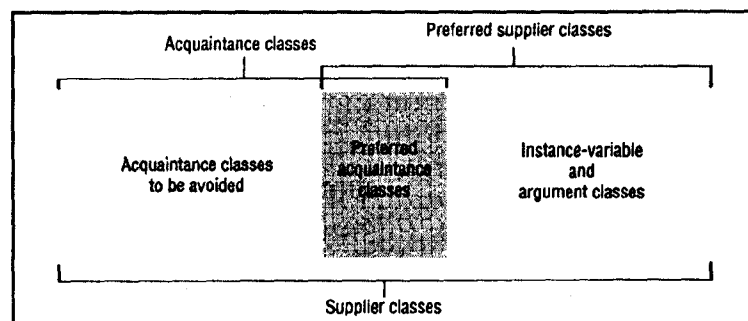 Preferred supplier classes
Acquaintance classes
Acquaintance classes
to be avoided
Preferred
acquaintance
classes
Instance-variable
and
argument classes
Supplier classes